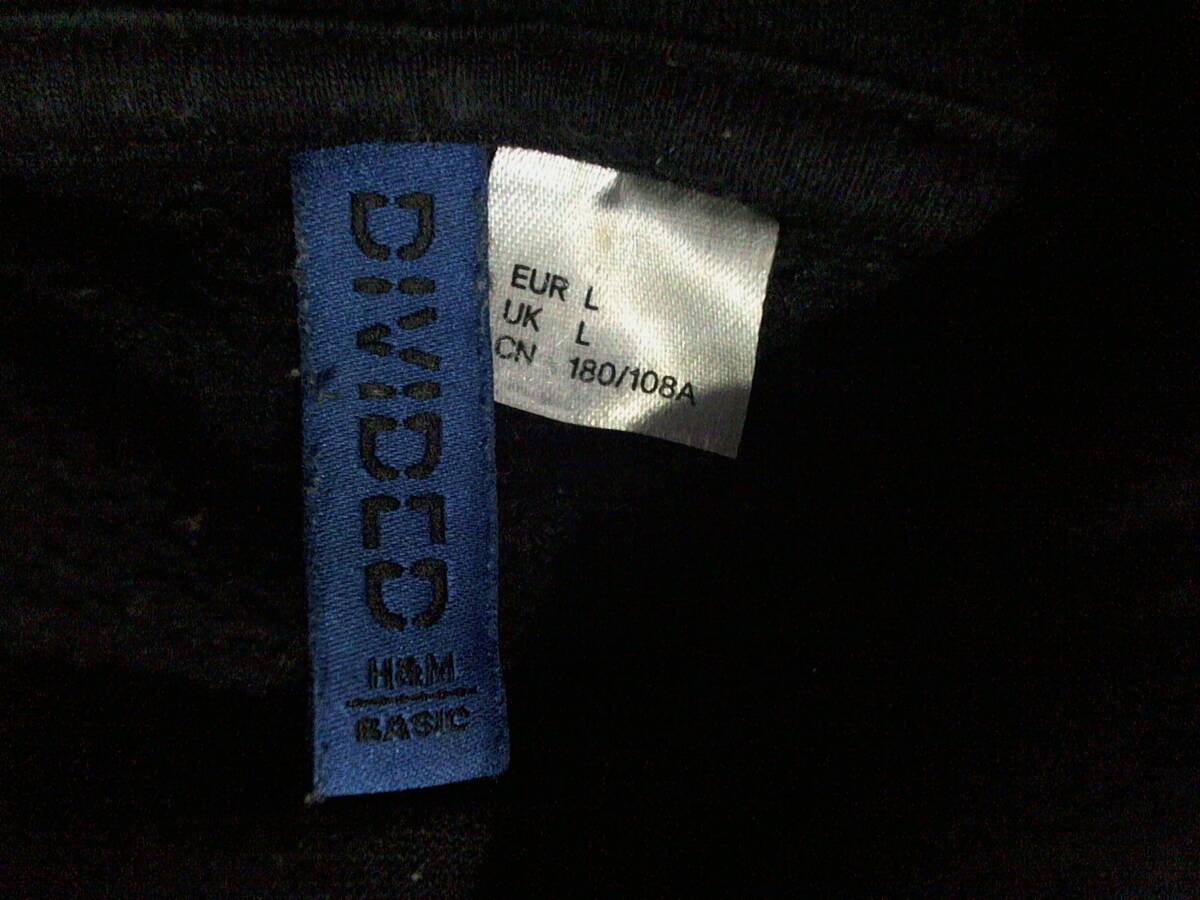 DIVIDED
H&M
BASIC
EUR L
UK L
CN 180/108A